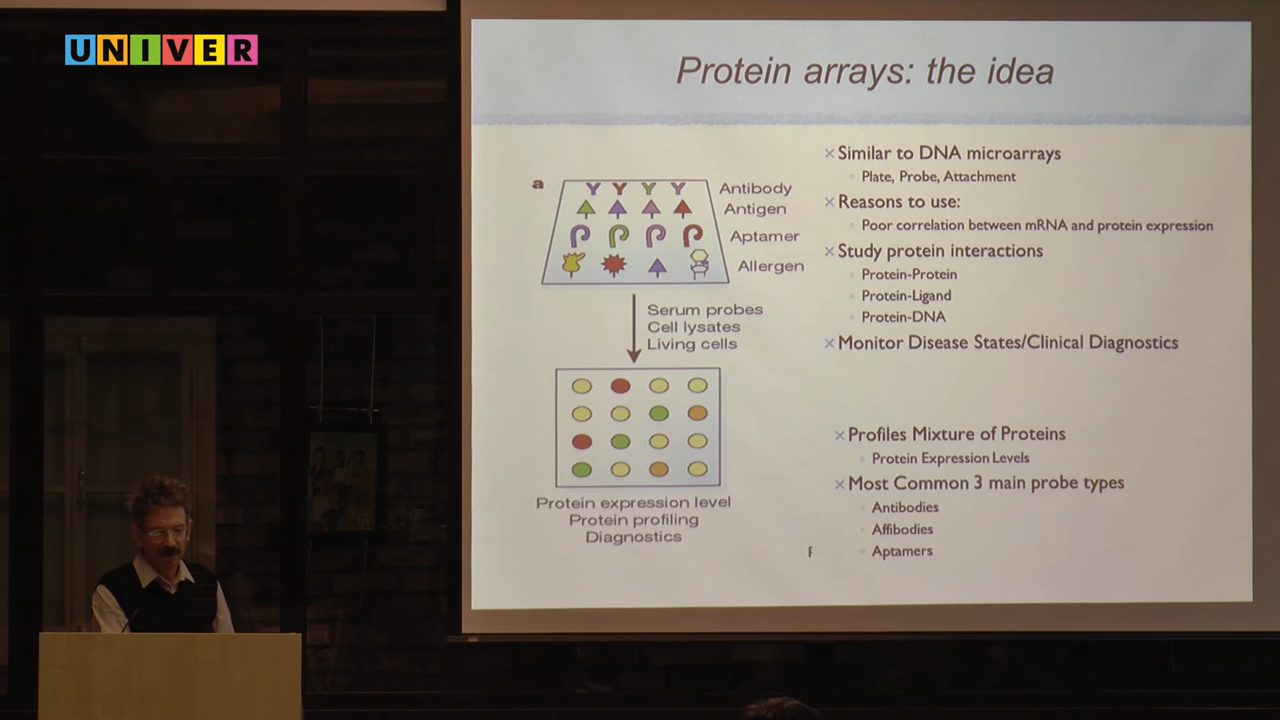 UNIVER
Protein arrays: the idea
a
Antibody
Antigen
Aptamer
Allergen
Serum probes
Cell lysates
Living cells
Protein expression level
Protein profiling
Diagnostics
× Similar to DNA microarrays
Plate, Probe, Attachment
× Reasons to use:
Poor correlation between mRNA and protein expression
× Study protein interactions
Protein-Protein
Protein-Ligand
Protein-DNA
× Monitor Disease States/Clinical Diagnostics
× Profiles Mixture of Proteins
Protein Expression Levels
× Most Common 3 main probe types
Antibodies
Affibodies
Aptamers